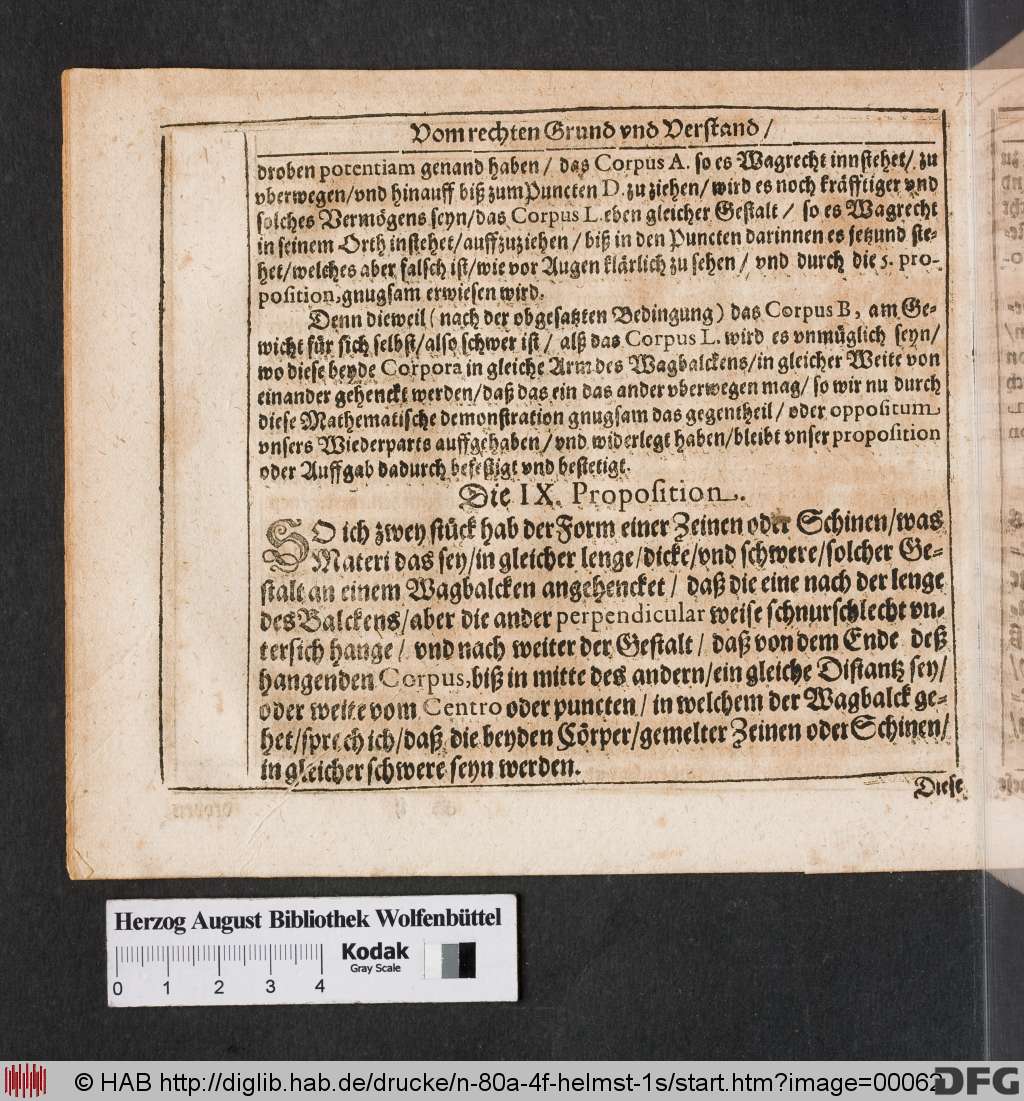 Vom rechten Grund vnd Verstand /
droben potentiam genand haben / das Corpus A. so es Wagrecht innstehet / zu
vberwegen / vnd hinauff biß zum Puncten D. zu ziehen / wird es noch kräfftiger vnd
solches Vermögens seyn / das Corpus L. eben gleicher Gestalt / so es Wagrecht
in seinem Orth instehet / auffzuziehen / biß in den Puncten darinnen es jetzund ste-
het / welches aber falsch ist / wie vor Augen klärlich zu sehen / vnd durch die 5. pro-
position, gnugsam erwiesen wird.
Denn dieweil (nach der obgesatzten Bedingung) das Corpus B, am Ge-
wicht für sich selbst / also schwer ist / alß das Corpus L. wird es vnmüglich seyn /
wo diese beyde Corpora in gleiche Arm des Wagbalckens / in gleicher Weite von
einander gehenckt werden / daß das ein das ander vberwegen mag / so wir nu durch
diese Mathematische demonstration gnugsam das gegentheil / oder oppositum
vnsers Wiederparts auffgehaben / vnd widerlegt haben / bleibt vnser proposition
oder Auffgab dadurch befestigt vnd bestetigt.
Die IX. Proposition.
SO ich zwey stück hab der Form einer Zeinen oder Schinen / was
Materi das sey / in gleicher lenge / dicke / vnd schwere / solcher Ge-
stalt an einem Wagbalcken angehencket / daß die eine nach der lenge
des Balckens / aber die ander perpendicular weise schnurschlecht vn-
tersich hange / vnd nach weiter der Gestalt / daß von dem Ende deß
hangenden Corpus, biß in mitte des andern / ein gleiche Distantz sey /
oder weite vom Centro oder puncten / in welchem der Wagbalck ge-
het / sprech ich / daß die beyden Cörper / gemelter Zeinen oder Schinen /
in gleicher schwere seyn werden.
Diese
Herzog August Bibliothek Wolfenbüttel
Kodak
Gray Scale
0 1 2 3 4
© HAB http://diglib.hab.de/drucke/n-80a-4f-helmst-1s/start.htm?image=00062
DFG